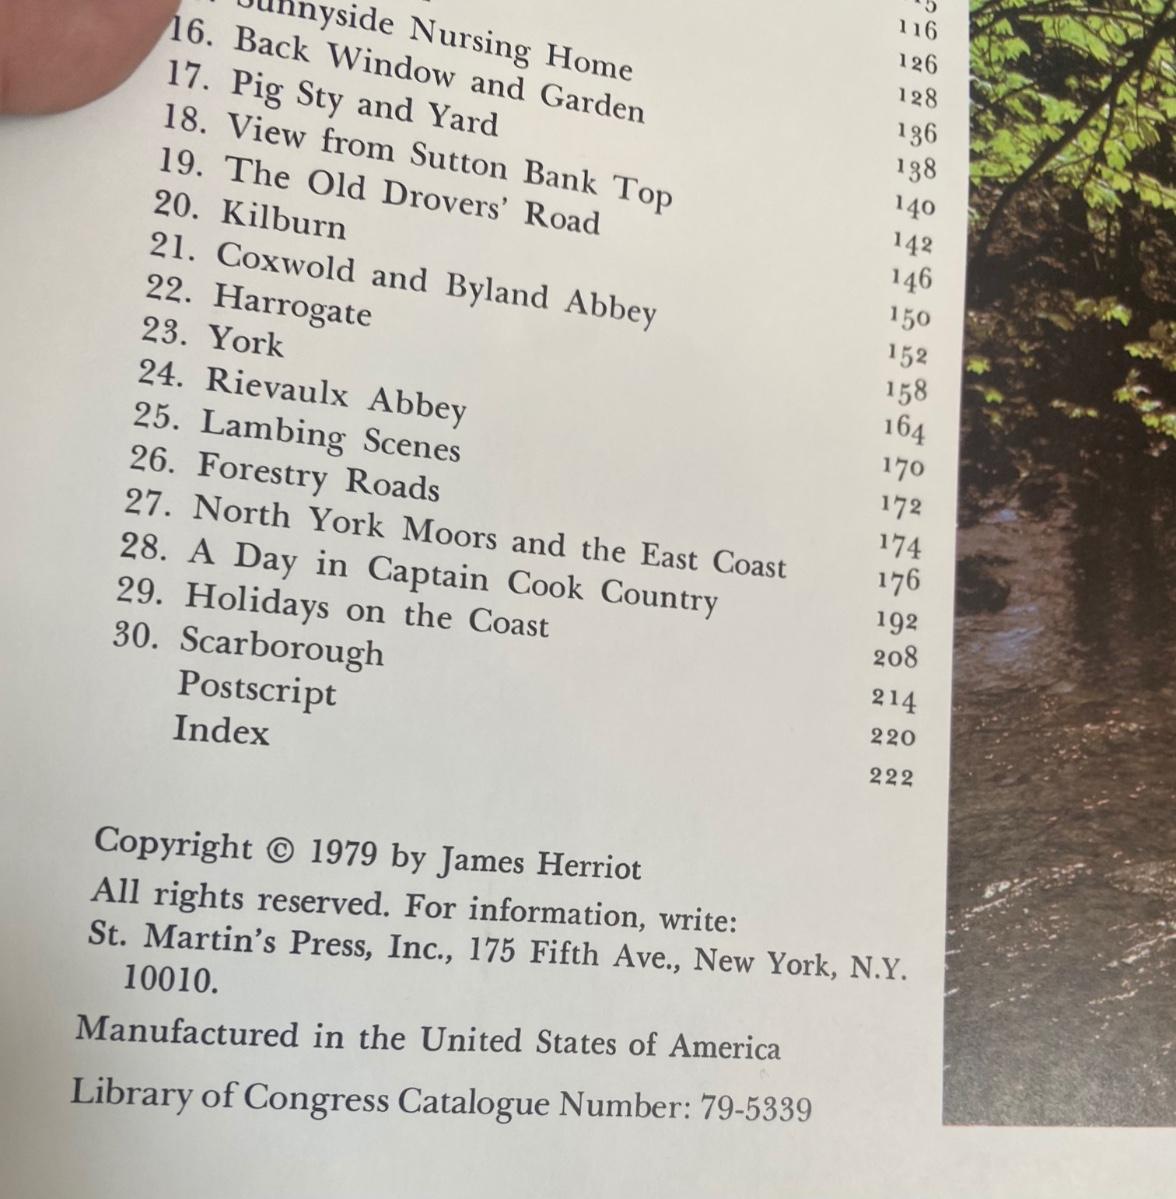 116
126
128
Sunnyside Nursing Home 136
16. Back Window and Garden 138
17. Pig Sty and Yard 140
18. View from Sutton Bank Top 142
19. The Old Drovers' Road 146
20. Kilburn 150
21. Coxwold and Byland Abbey 152
22. Harrogate 158
23. York 164
24. Rievaulx Abbey 170
25. Lambing Scenes 172
26. Forestry Roads 174
27. North York Moors and the East Coast 176
28. A Day in Captain Cook Country 192
29. Holidays on the Coast 208
30. Scarborough 214
Postscript 220
Index 222
Copyright © 1979 by James Herriot
All rights reserved. For information, write:
St. Martin's Press, Inc., 175 Fifth Ave., New York, N.Y.
10010.
Manufactured in the United States of America
Library of Congress Catalogue Number: 79-5339